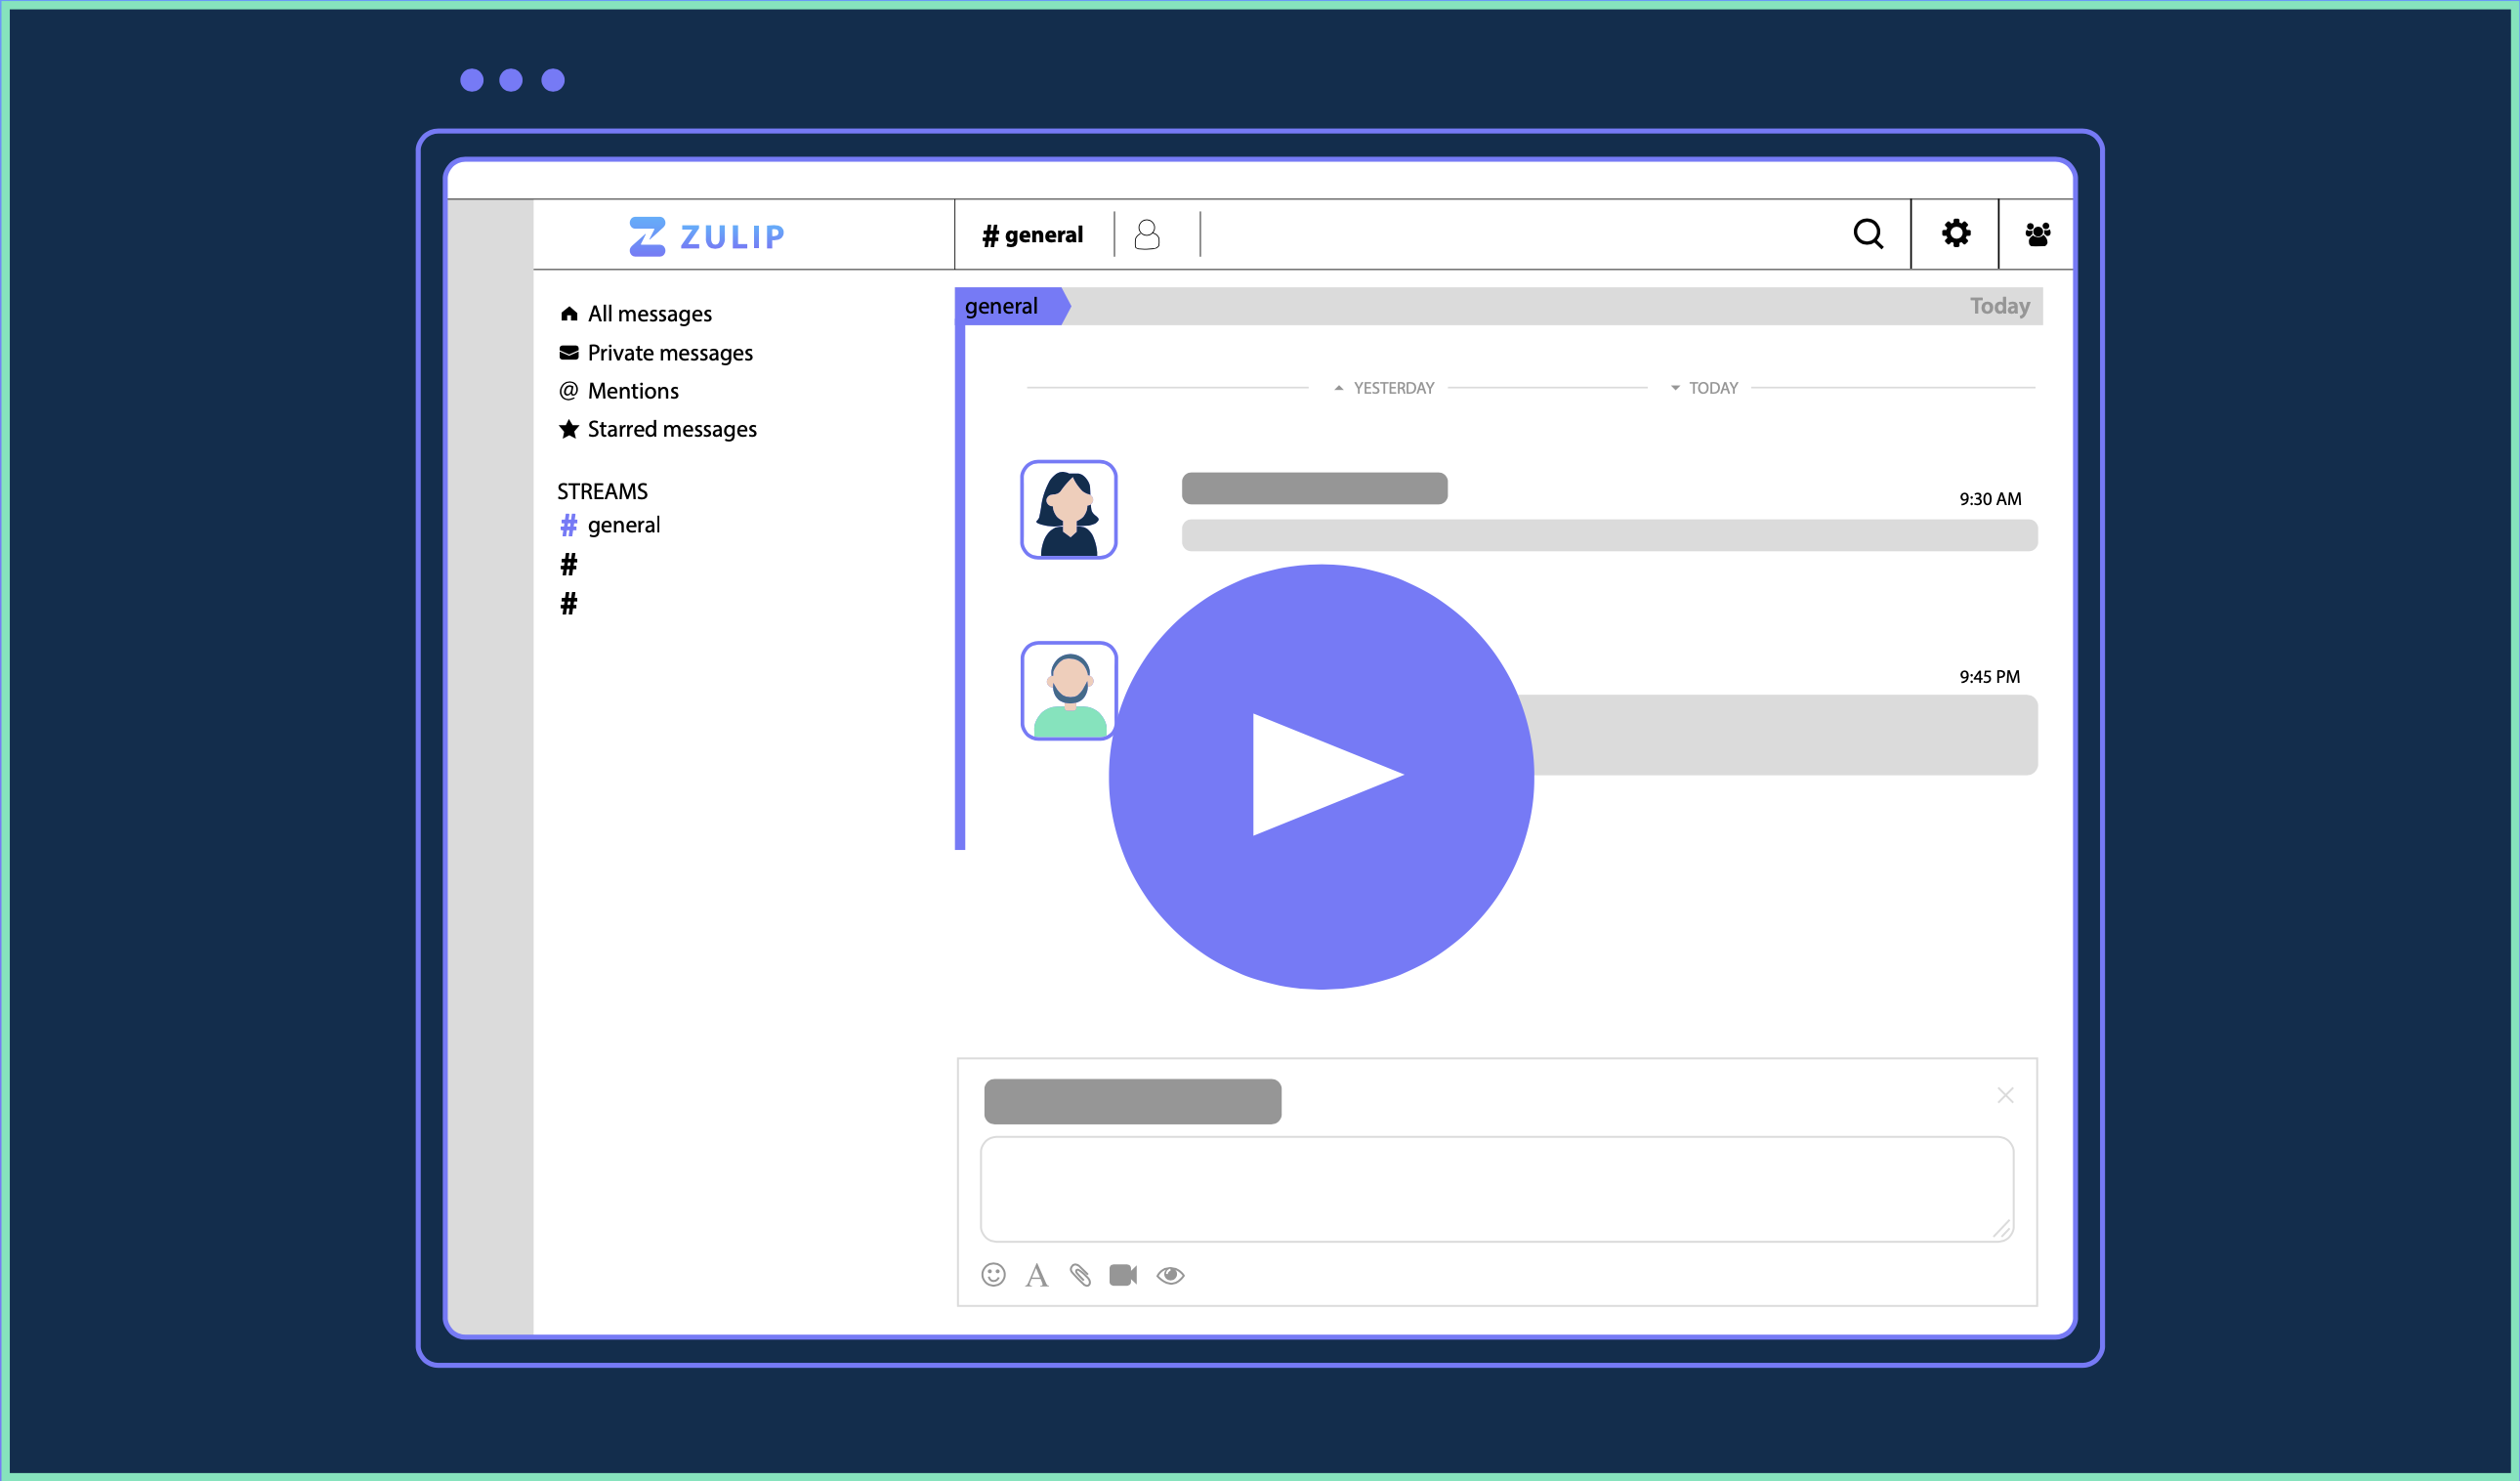 ZULIP
# general
All messages
Private messages
@ Mentions
Starred messages
STREAMS
# general
#
#
general
Today
YESTERDAY
TODAY
9:30 AM
9:45 PM
A